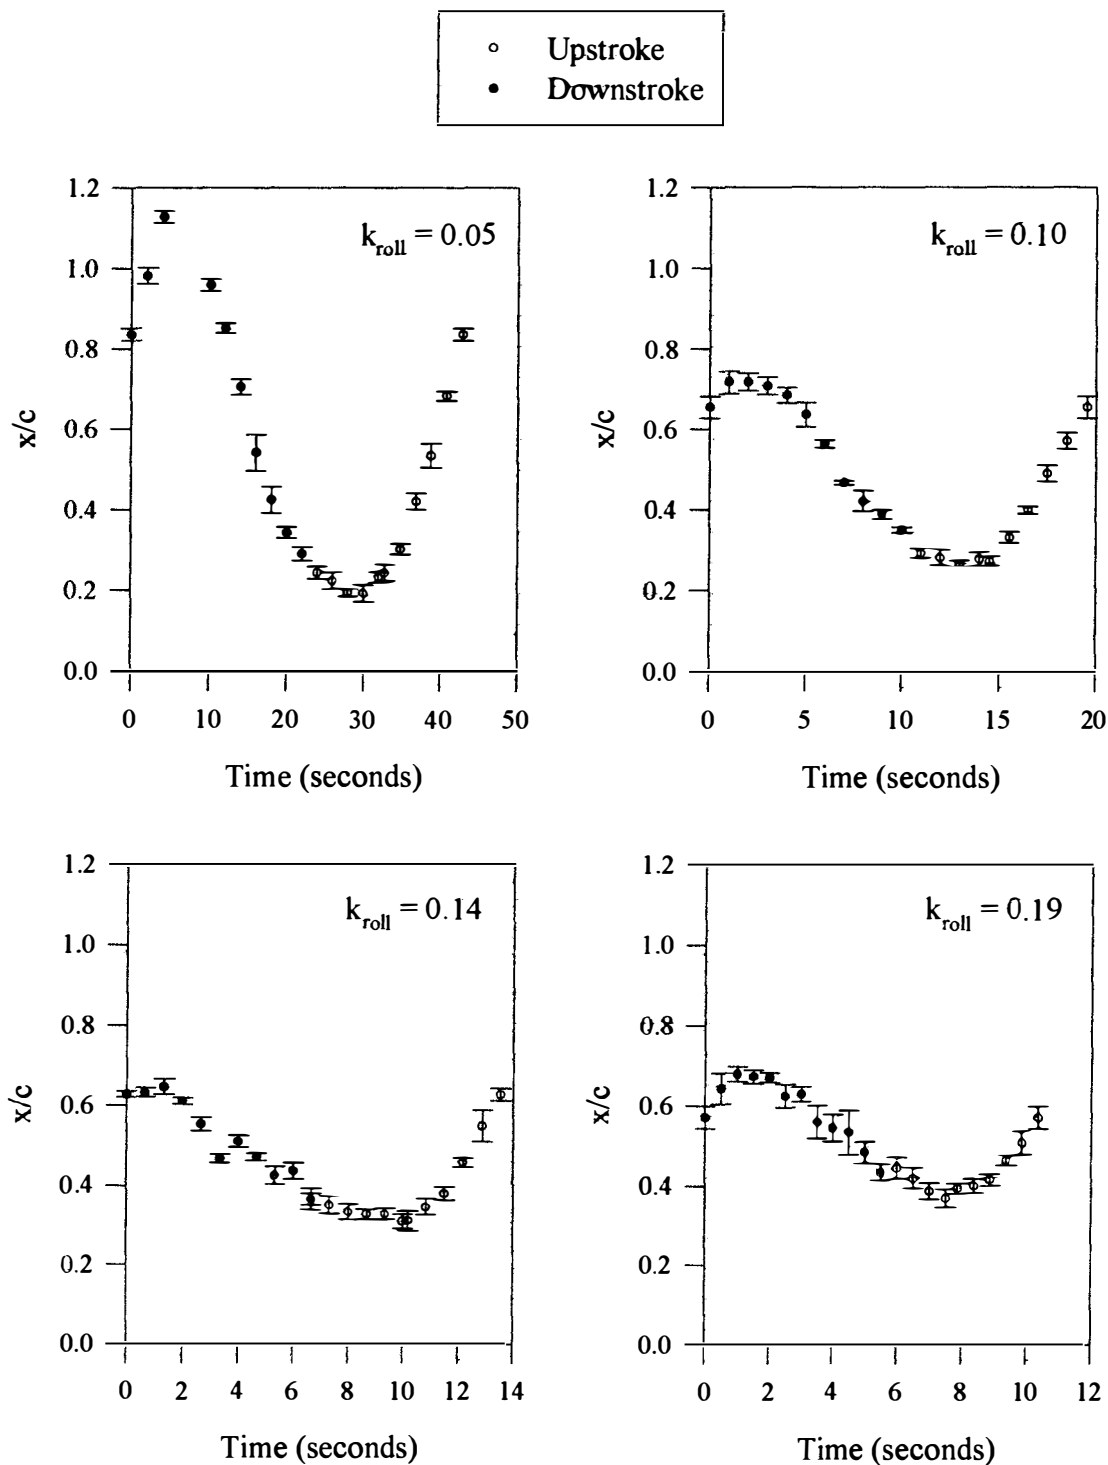 Upstroke
Downstroke
k_roll = 0.05
1.2
1.0
0.8
0.6
0.4
0.2
0.0
x/c
0 10 20 30 40 50
Time (seconds)
k_roll = 0.10
1.2
1.0
0.8
0.6
0.4
0.2
0.0
x/c
0 5 10 15 20
Time (seconds)
k_roll = 0.14
1.2
1.0
0.8
0.6
0.4
0.2
0.0
x/c
0 2 4 6 8 10 12 14
Time (seconds)
k_roll = 0.19
1.2
1.0
0.8
0.6
0.4
0.2
0.0
x/c
0 2 4 6 8 10 12
Time (seconds)